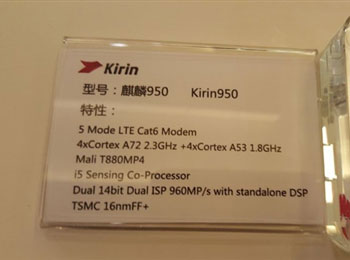 Kirin
型号：麒麟950 Kirin950
特性：
5 Mode LTE Cat6 Modem
4xCortex A72 2.3GHz +4xCortex A53 1.8GHz
Mali T880MP4
i5 Sensing Co-Processor
Dual 14bit Dual ISP 960MP/s with standalone DSP
TSMC 16nmFF+